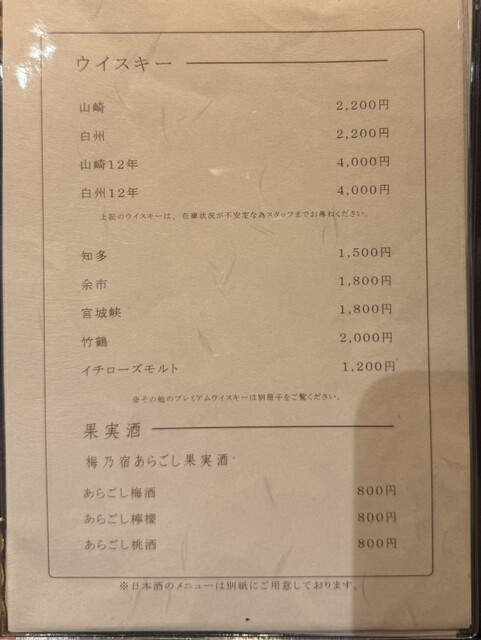 ウイスキー
山崎 2,200円
白州 2,200円
山崎12年 4,000円
白州12年 4,000円
上記のウイスキーは、在庫状況が不安定な為スタッフまでお尋ねください。
知多 1,500円
余市 1,800円
宮城峡 1,800円
竹鶴 2,000円
イチローズモルト 1,200円
※その他のプレミアムウイスキーは別冊子をご覧ください。
果実酒
梅乃宿あらごし果実酒
あらごし梅酒 800円
あらごし檸檬 800円
あらごし桃酒 800円
※日本酒のメニューは別紙にご用意しております。